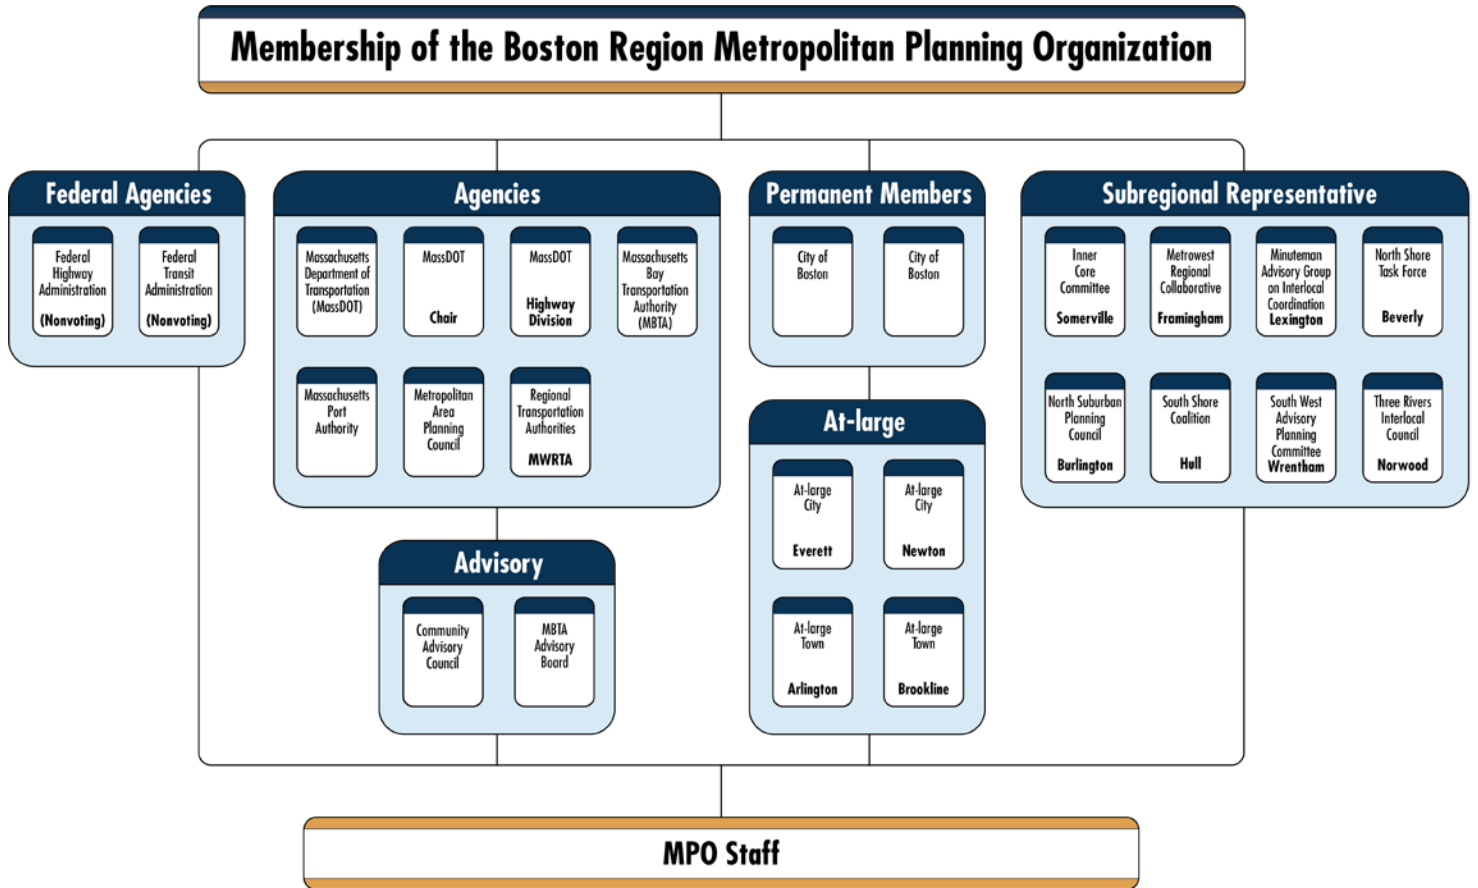 Membership of the Boston Region Metropolitan Planning Organization
Federal Agencies
Federal
Highway
Administration
(Nonvoting)
Federal
Transit
Administration
(Nonvoting)
Agencies
Massachusetts
Department of
Transportation
(MassDOT)
MassDOT
Chair
MassDOT
Highway
Division
Massachusetts
Bay
Transportation
Authority
(MBTA)
Massachusetts
Port
Authority
Metropolitan
Area
Planning
Council
Regional
Transportation
Authorities
MWRTA
Advisory
Community
Advisory
Council
MBTA
Advisory
Board
Permanent Members
City of
Boston
City of
Boston
At-large
At-large
City
Everett
At-large
City
Newton
At-large
Town
Arlington
At-large
Town
Brookline
Subregional Representative
Inner
Core
Committee
Somerville
Metrowest
Regional
Collaborative
Framingham
Minuteman
Advisory Group
on Interlocal
Coordination
Lexington
North Shore
Task Force
Beverly
North Suburban
Planning
Council
Burlington
South Shore
Coalition
Hull
South West
Advisory
Planning
Committee
Wrentham
Three Rivers
Interlocal
Council
Norwood
MPO Staff